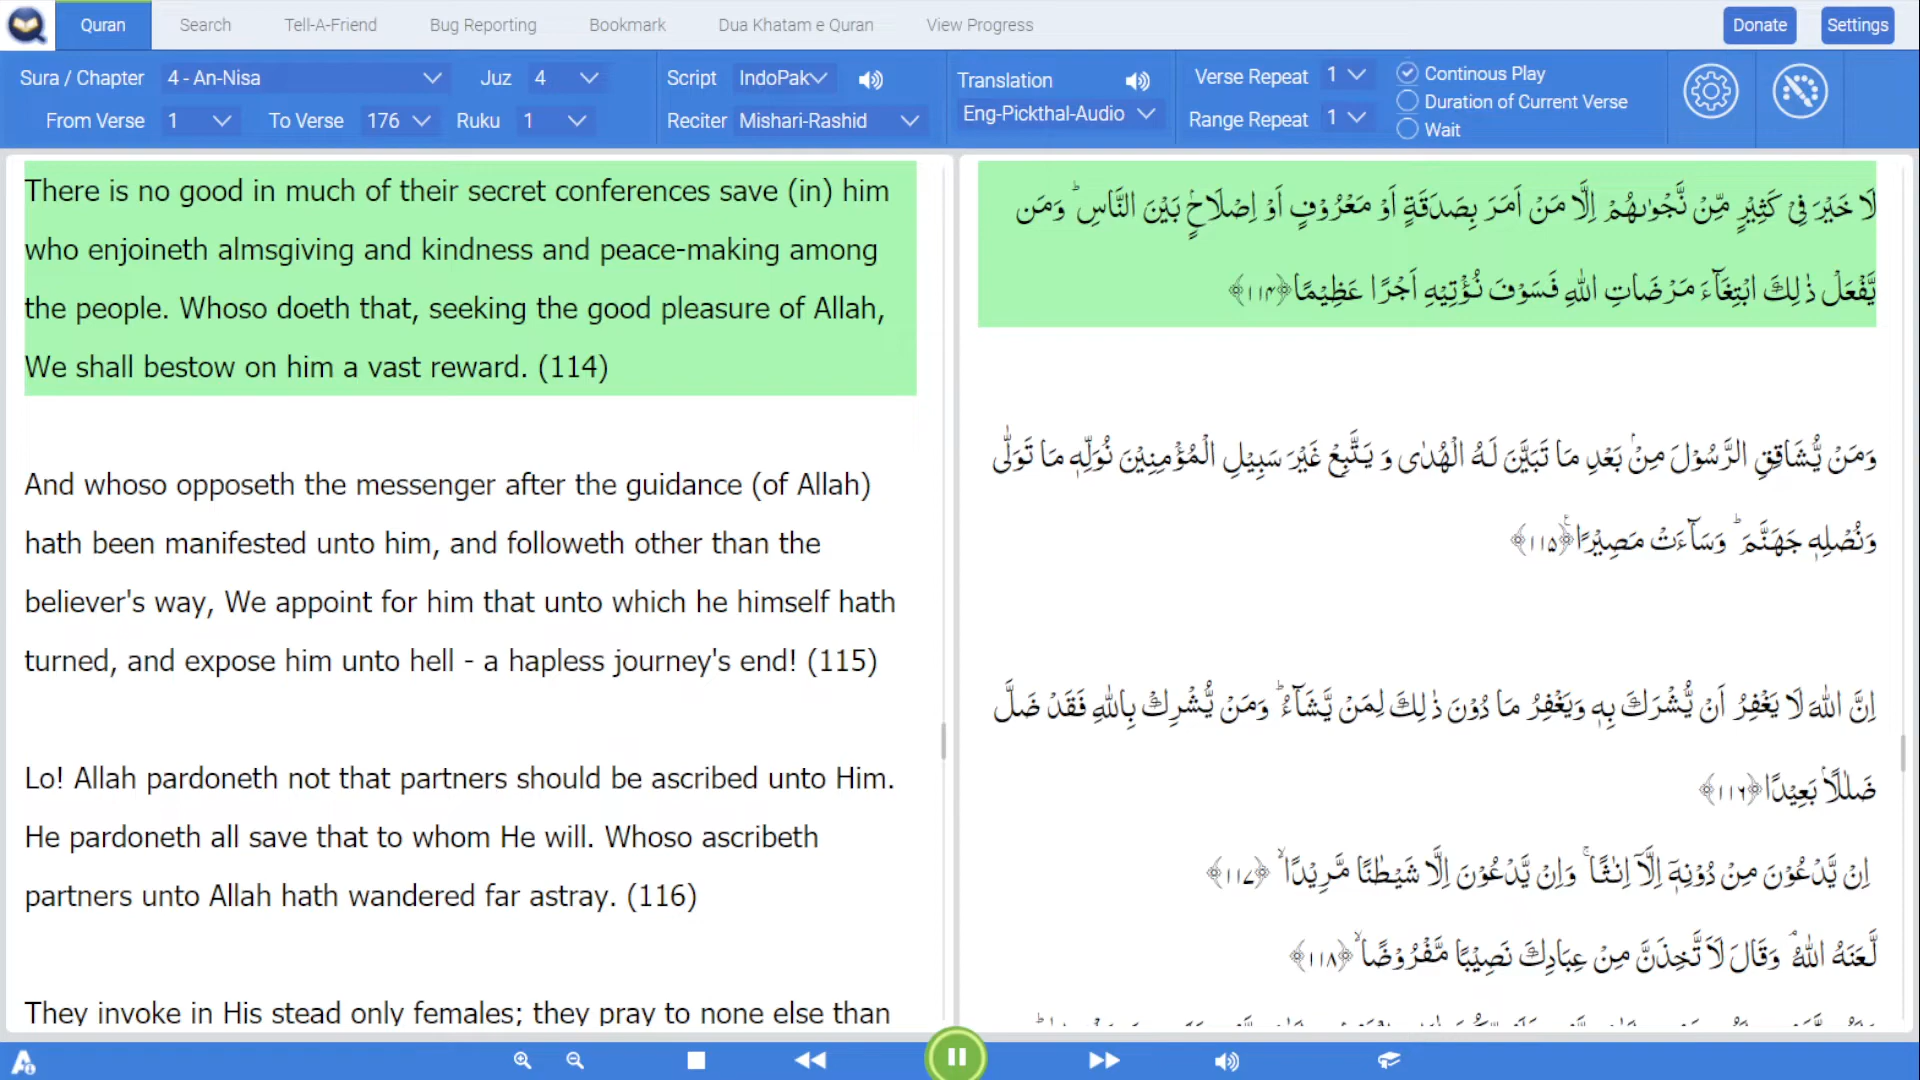 Quran Search Tell-A-Friend Bug Reporting Bookmark Dua Khatam e Quran View Progress Donate Settings
Sura / Chapter 4 - An-Nisa Juz 4 Script IndoPak Translation Verse Repeat 1 Continous Play
Duration of Current Verse
From Verse 1 To Verse 176 Ruku 1 Reciter Mishari-Rashid Eng-Pickthal-Audio Range Repeat 1 Wait
There is no good in much of their secret conferences save (in) him
who enjoineth almsgiving and kindness and peace-making among
the people. Whoso doeth that, seeking the good pleasure of Allah,
We shall bestow on him a vast reward. (114)
And whoso opposeth the messenger after the guidance (of Allah)
hath been manifested unto him, and followeth other than the
believer's way, We appoint for him that unto which he himself hath
turned, and expose him unto hell - a hapless journey's end! (115)
Lo! Allah pardoneth not that partners should be ascribed unto Him.
He pardoneth all save that to whom He will. Whoso ascribeth
partners unto Allah hath wandered far astray. (116)
They invoke in His stead only females; they pray to none else than
لَا خَيْرَ فِىْ كَثِيْرٍ مِّنْ نَّجْوٰىهُمْ اِلَّا مَنْ اَمَرَ بِصَدَقَةٍ اَوْ مَعْرُوْفٍ اَوْ اِصْلَاحٍۢ بَيْنَ النَّاسِ‌ ؕ وَمَن
يَّفْعَلْ ذٰ لِكَ ابْتِغَآءَ مَرْضَاتِ اللّٰهِ فَسَوْفَ نُـؤْتِيْهِ اَجْرًا عَظِيْمًا‏﴿۱۱۴﴾
وَمَنْ يُّشَاقِقِ الرَّسُوْلَ مِنْۢ بَعْدِ مَا تَبَيَّنَ لَـهُ الْهُدٰى وَ يَـتَّبِعْ غَيْرَ سَبِيْلِ الْمُؤْمِنِيْنَ نُوَلِّهٖ مَا تَوَلّٰى
وَنُصْلِهٖ جَهَـنَّمَ‌ ؕ وَسَآءَتْ مَصِيْرًا‏﴿۱۱۵﴾
اِنَّ اللّٰهَ لَا يَغْفِرُ اَنْ يُّشْرَكَ بِهٖ وَيَغْفِرُ مَا دُوْنَ ذٰ لِكَ لِمَنْ يَّشَآءُ‌ ؕ وَمَنْ يُّشْرِكْ بِاللّٰهِ فَقَدْ ضَلَّ
ضَلٰلًاۢ بَعِيْدًا‏﴿۱۱۶﴾
اِنْ يَّدْعُوْنَ مِنْ دُوْنِهٖۤ اِلَّاۤ اِنٰـثًـا‌ ۚ وَاِنْ يَّدْعُوْنَ اِلَّا شَيْطٰنًا مَّرِيْدًا ۙ‏﴿۱۱۷﴾
لَّـعَنَهُ اللّٰهُ‌ ۘ وَقَالَ لَاَ تَّخِذَنَّ مِنْ عِبَادِكَ نَصِيْبًا مَّفْرُوْضًا ۙ‏﴿۱۱۸﴾